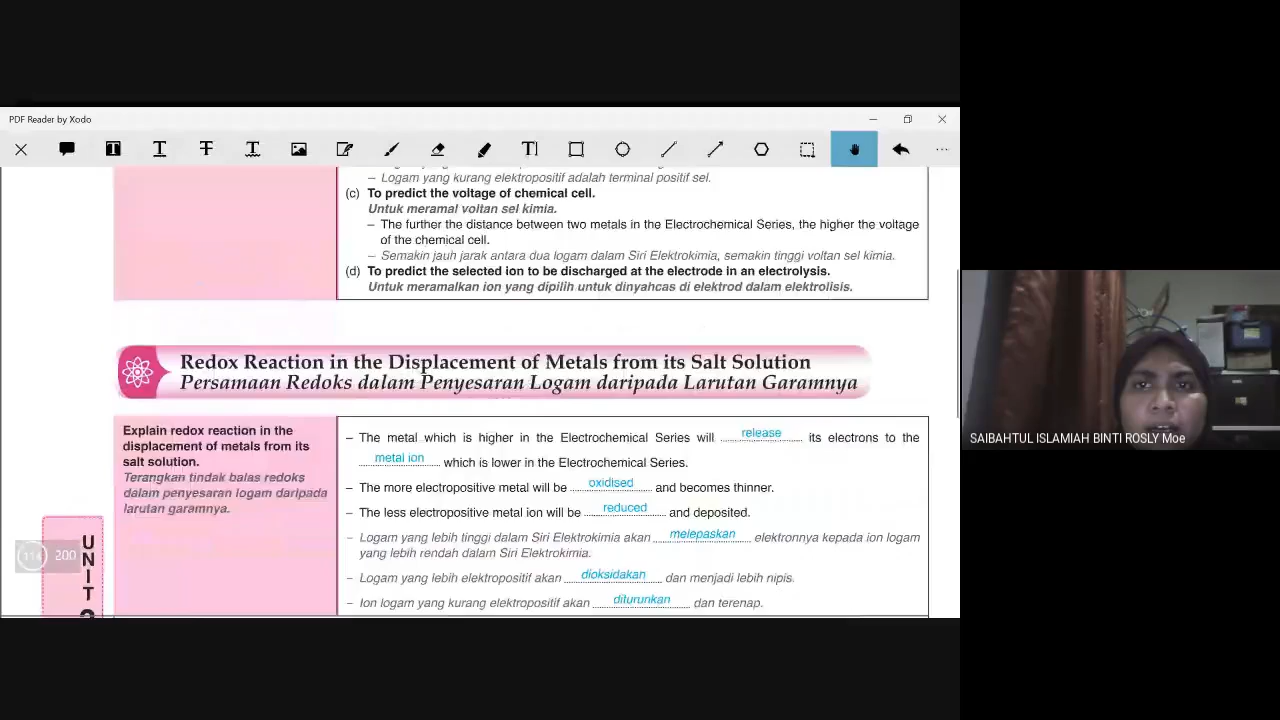 PDF Reader by Xodo
– Logam yang kurang elektropositif adalah terminal positif sel.
(c) To predict the voltage of chemical cell.
Untuk meramal voltan sel kimia.
– The further the distance between two metals in the Electrochemical Series, the higher the voltage
of the chemical cell.
– Semakin jauh jarak antara dua logam dalam Siri Elektrokimia, semakin tinggi voltan sel kimia.
(d) To predict the selected ion to be discharged at the electrode in an electrolysis.
Untuk meramalkan ion yang dipilih untuk dinyahcas di elektrod dalam elektrolisis.
Redox Reaction in the Displacement of Metals from its Salt Solution
Persamaan Redoks dalam Penyesaran Logam daripada Larutan Garamnya
Explain redox reaction in the
displacement of metals from its
salt solution.
Terangkan tindak balas redoks
dalam penyesaran logam daripada
larutan garamnya.
– The metal which is higher in the Electrochemical Series will release its electrons to the
metal ion which is lower in the Electrochemical Series.
– The more electropositive metal will be oxidised and becomes thinner.
– The less electropositive metal ion will be reduced and deposited.
– Logam yang lebih tinggi dalam Siri Elektrokimia akan melepaskan elektronnya kepada ion logam
yang lebih rendah dalam Siri Elektrokimia.
– Logam yang lebih elektropositif akan dioksidakan dan menjadi lebih nipis.
– Ion logam yang kurang elektropositif akan diturunkan dan terenap.
114 200
UNIT
SAIBAHTUL ISLAMIAH BINTI ROSLY Moe